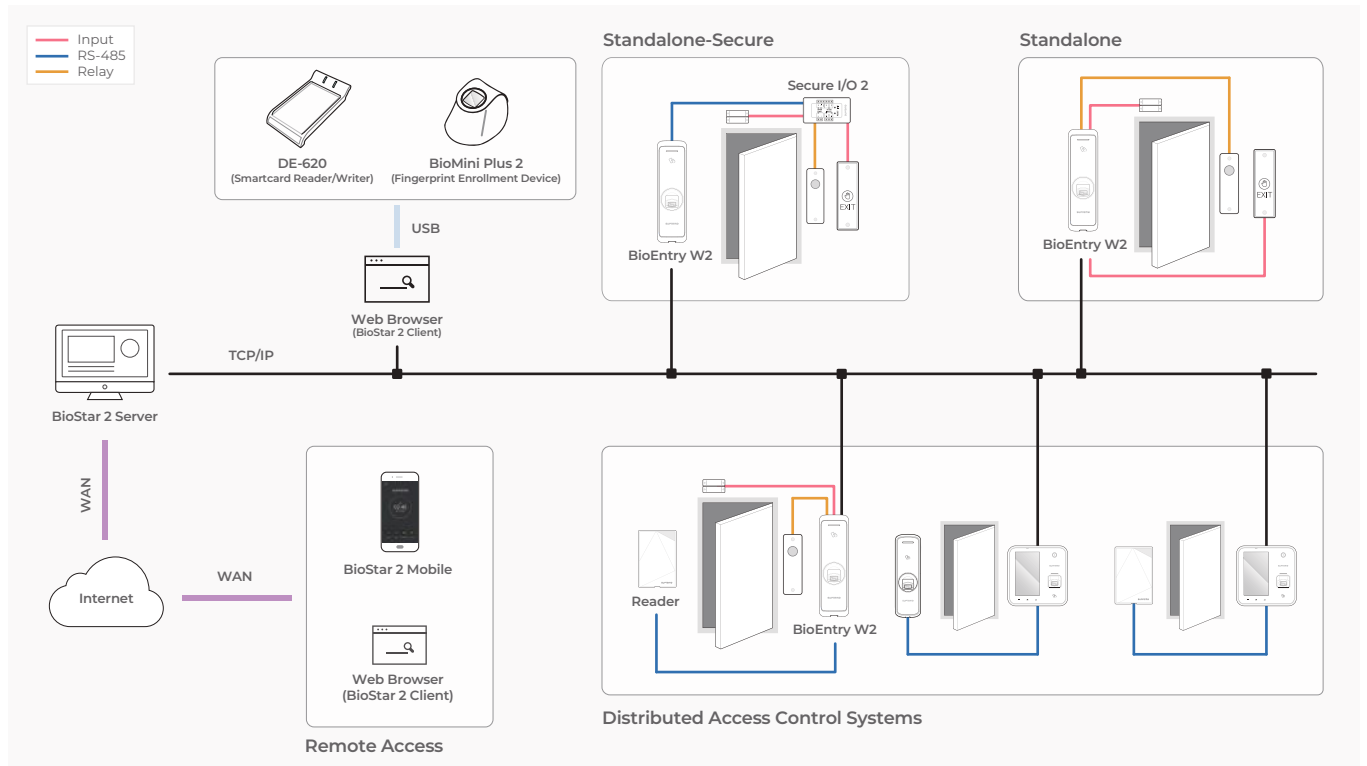 Input
RS-485
Relay
DE-620
(Smartcard Reader/Writer)
BioMini Plus 2
(Fingerprint Enrollment Device)
USB
Web Browser
(BioStar 2 Client)
Standalone-Secure
Secure I/O 2
EXIT
BioEntry W2
Standalone
EXIT
BioEntry W2
TCP/IP
BioStar 2 Server
WAN
Internet
WAN
BioStar 2 Mobile
Web Browser
(BioStar 2 Client)
Remote Access
Reader
BioEntry W2
Distributed Access Control Systems